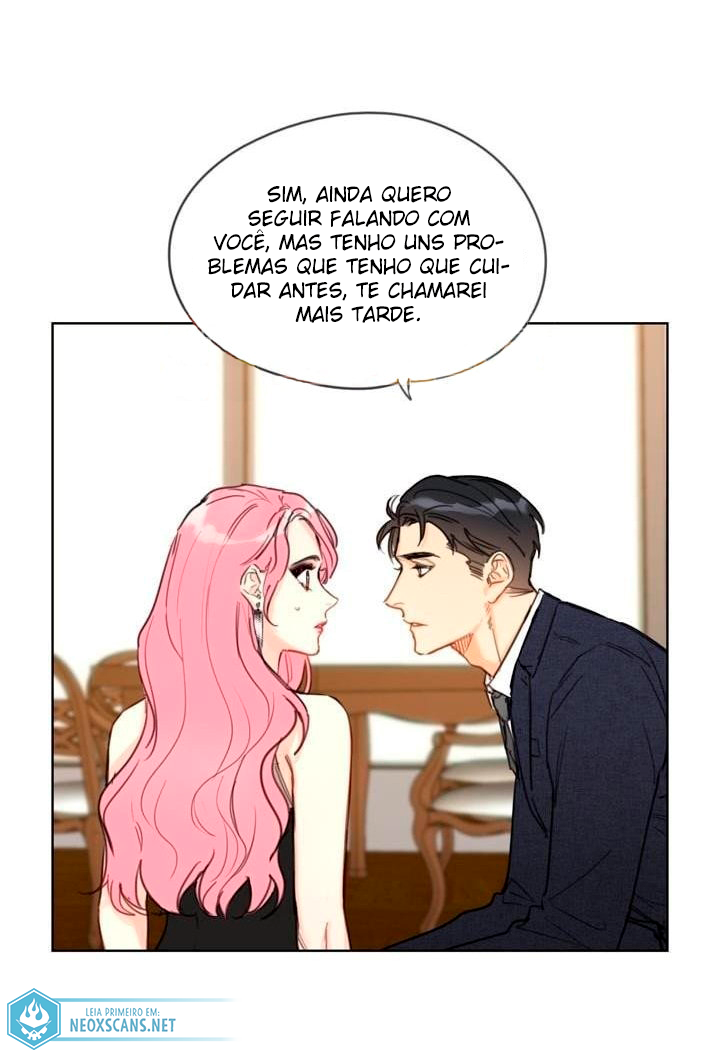 SIM, AINDA QUERO
SEGUIR FALANDO COM
VOCÊ, MAS TENHO UNS PRO-
BLEMAS QUE TENHO QUE CUI-
DAR ANTES, TE CHAMAREI
MAIS TARDE.
LEIA PRIMEIRO EM:
NEOXSCANS.NET